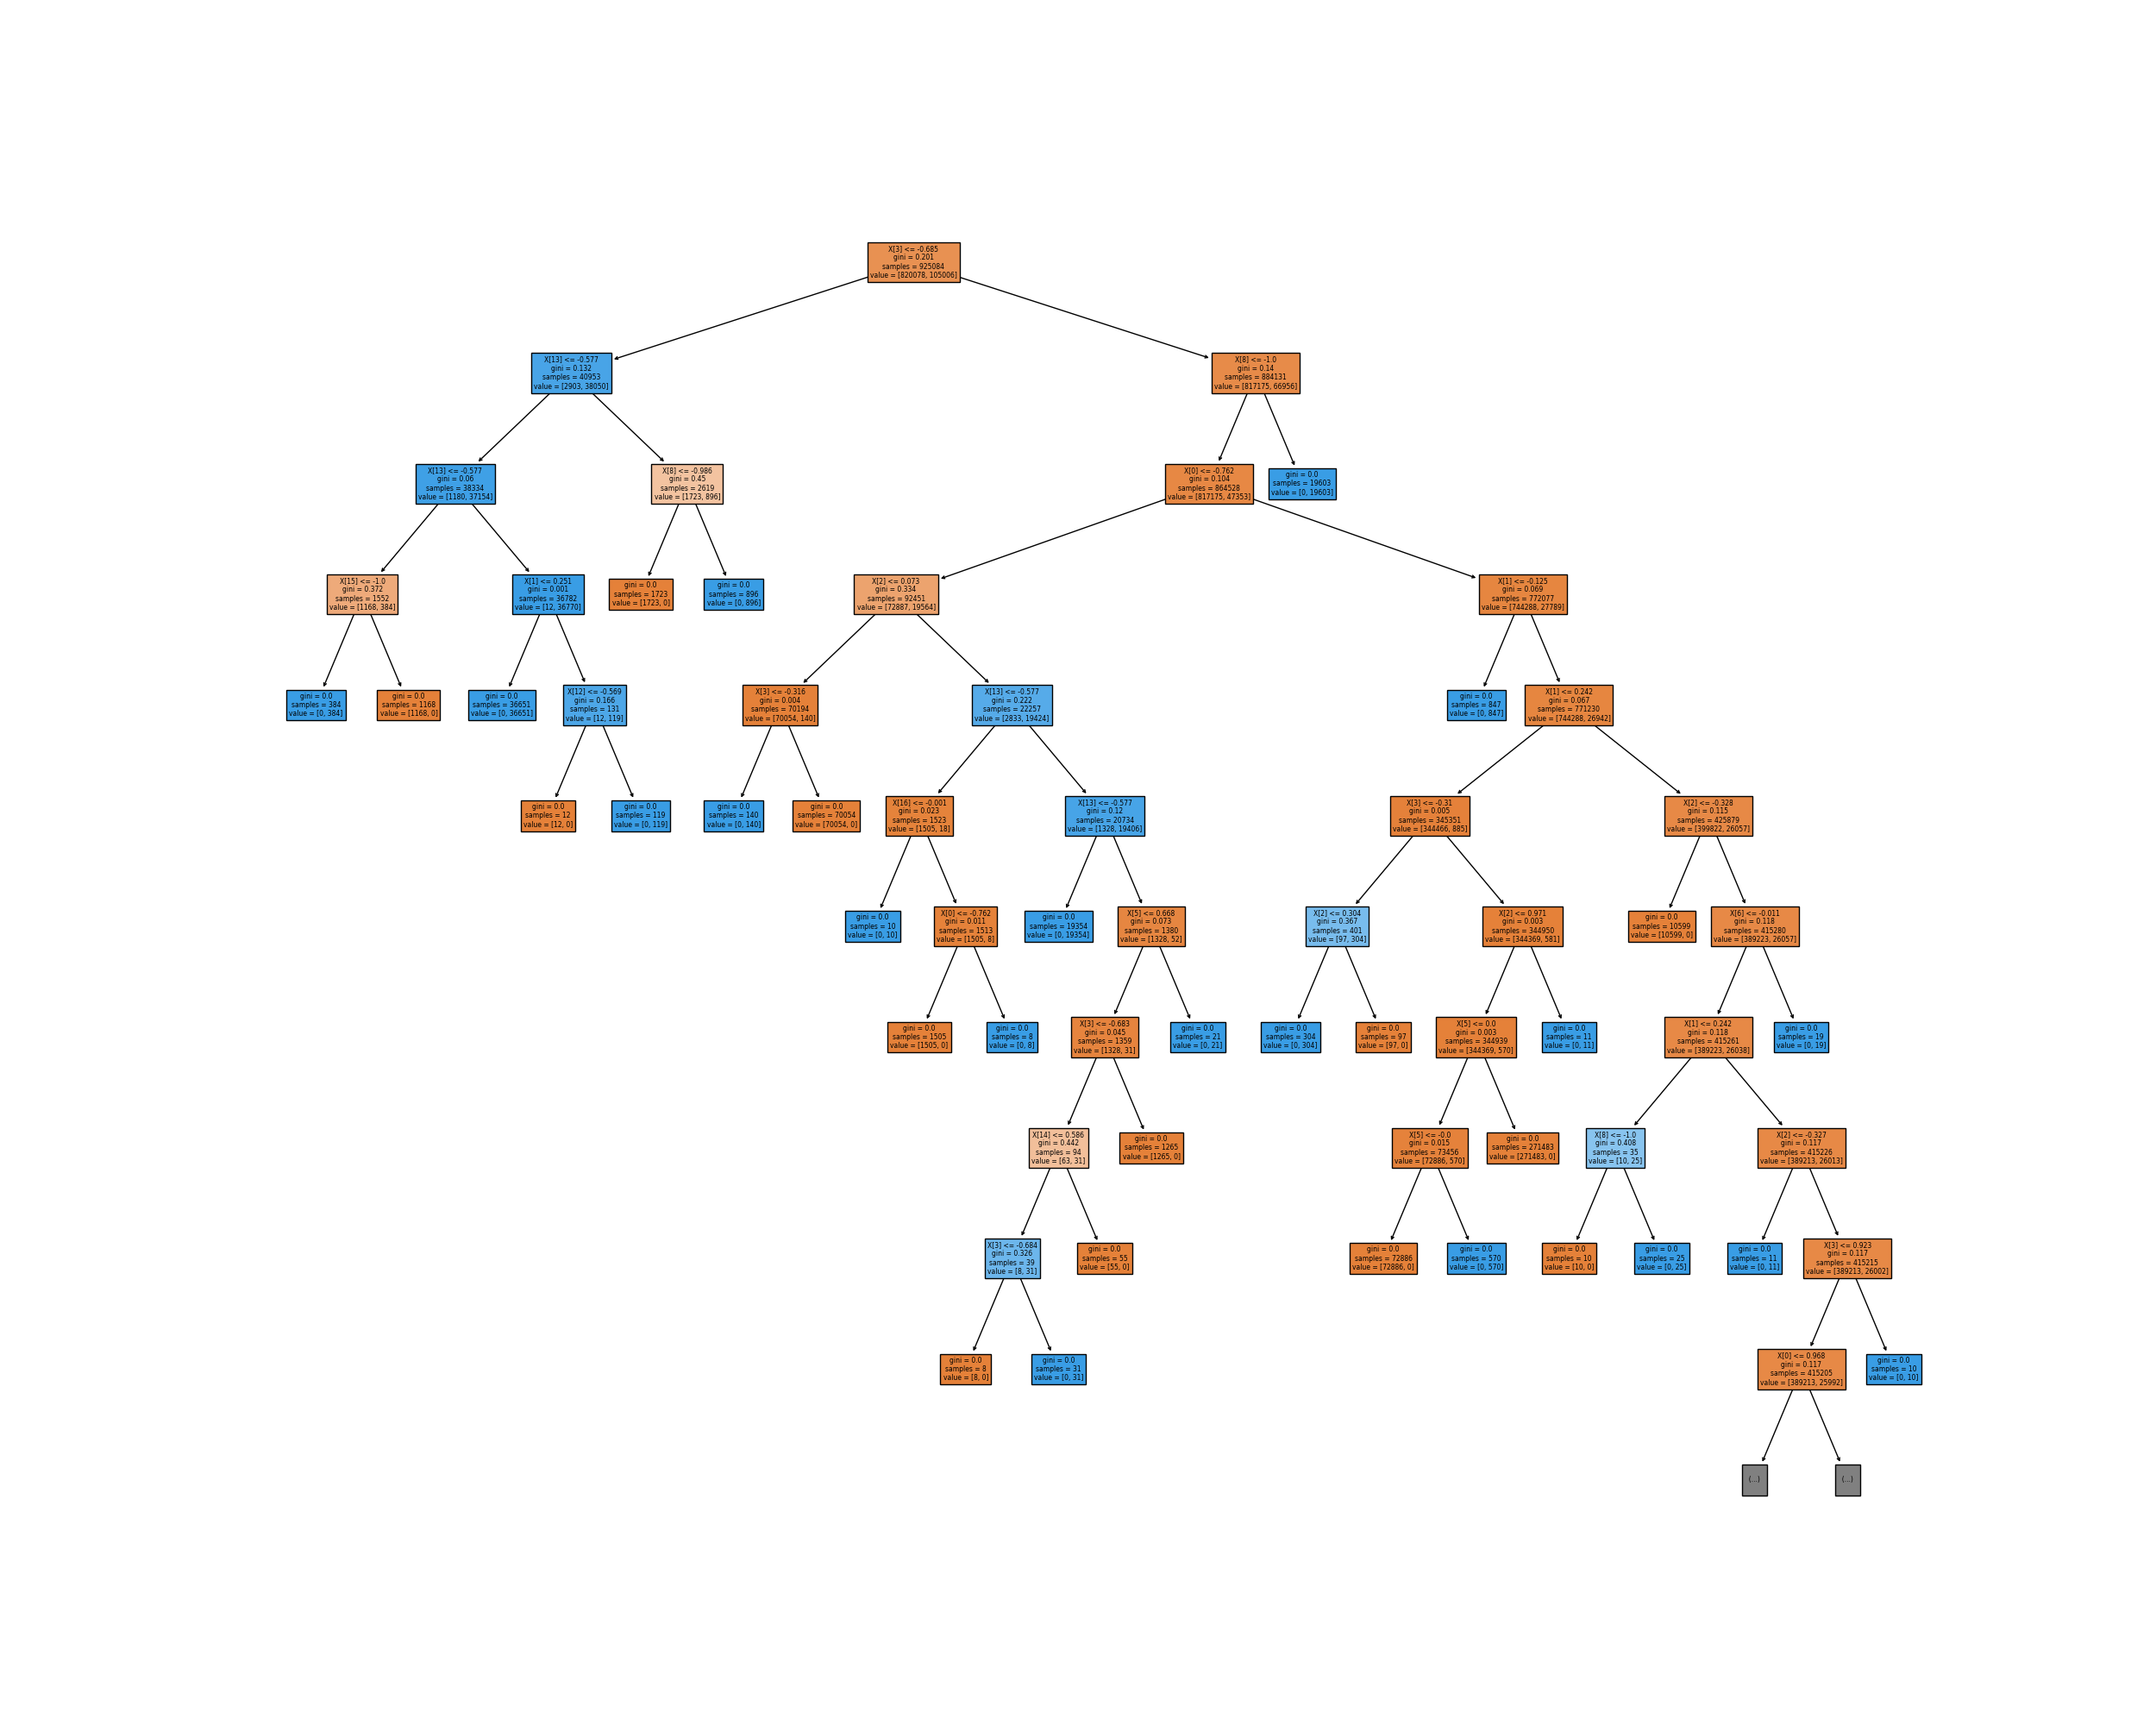 X[3] <= -0.685
gini = 0.201
samples = 925084
value = [820078, 105006]
X[13] <= -0.577
gini = 0.132
samples = 40953
value = [2903, 38050]
X[8] <= -1.0
gini = 0.14
samples = 884131
value = [817175, 66956]
X[13] <= -0.577
gini = 0.06
samples = 38334
value = [1180, 37154]
X[8] <= -0.986
gini = 0.45
samples = 2619
value = [1723, 896]
X[0] <= -0.762
gini = 0.104
samples = 864528
value = [817175, 47353]
gini = 0.0
samples = 19603
value = [0, 19603]
X[15] <= -1.0
gini = 0.372
samples = 1552
value = [1168, 384]
X[1] <= 0.251
gini = 0.001
samples = 36782
value = [12, 36770]
gini = 0.0
samples = 1723
value = [1723, 0]
gini = 0.0
samples = 896
value = [0, 896]
X[2] <= 0.073
gini = 0.334
samples = 92451
value = [72887, 19564]
X[1] <= -0.125
gini = 0.069
samples = 772077
value = [744288, 27789]
gini = 0.0
samples = 384
value = [0, 384]
gini = 0.0
samples = 1168
value = [1168, 0]
gini = 0.0
samples = 36651
value = [0, 36651]
X[12] <= -0.569
gini = 0.166
samples = 131
value = [12, 119]
X[3] <= -0.316
gini = 0.004
samples = 70194
value = [70054, 140]
X[13] <= -0.577
gini = 0.222
samples = 22257
value = [2833, 19424]
gini = 0.0
samples = 847
value = [0, 847]
X[1] <= 0.242
gini = 0.067
samples = 771230
value = [744288, 26942]
gini = 0.0
samples = 12
value = [12, 0]
gini = 0.0
samples = 119
value = [0, 119]
gini = 0.0
samples = 140
value = [0, 140]
gini = 0.0
samples = 70054
value = [70054, 0]
X[16] <= -0.001
gini = 0.023
samples = 1523
value = [1505, 18]
X[13] <= -0.577
gini = 0.12
samples = 20734
value = [1328, 19406]
X[3] <= -0.31
gini = 0.005
samples = 345351
value = [344466, 885]
X[2] <= -0.328
gini = 0.115
samples = 425879
value = [399822, 26057]
gini = 0.0
samples = 10
value = [0, 10]
X[0] <= -0.762
gini = 0.011
samples = 1513
value = [1505, 8]
gini = 0.0
samples = 19354
value = [0, 19354]
X[5] <= 0.668
gini = 0.073
samples = 1380
value = [1328, 52]
X[2] <= 0.304
gini = 0.367
samples = 401
value = [97, 304]
X[2] <= 0.971
gini = 0.003
samples = 344950
value = [344369, 581]
gini = 0.0
samples = 10599
value = [10599, 0]
X[6] <= -0.011
gini = 0.118
samples = 415280
value = [389223, 26057]
gini = 0.0
samples = 1505
value = [1505, 0]
gini = 0.0
samples = 8
value = [0, 8]
X[3] <= -0.683
gini = 0.045
samples = 1359
value = [1328, 31]
gini = 0.0
samples = 21
value = [0, 21]
gini = 0.0
samples = 304
value = [0, 304]
gini = 0.0
samples = 97
value = [97, 0]
X[5] <= 0.0
gini = 0.003
samples = 344939
value = [344369, 570]
gini = 0.0
samples = 11
value = [0, 11]
X[1] <= 0.242
gini = 0.118
samples = 415261
value = [389223, 26038]
gini = 0.0
samples = 19
value = [0, 19]
X[14] <= 0.586
gini = 0.442
samples = 94
value = [63, 31]
gini = 0.0
samples = 1265
value = [1265, 0]
X[5] <= -0.0
gini = 0.015
samples = 73456
value = [72886, 570]
gini = 0.0
samples = 271483
value = [271483, 0]
X[8] <= -1.0
gini = 0.408
samples = 35
value = [10, 25]
X[2] <= -0.327
gini = 0.117
samples = 415226
value = [389213, 26013]
X[3] <= -0.684
gini = 0.326
samples = 39
value = [8, 31]
gini = 0.0
samples = 55
value = [55, 0]
gini = 0.0
samples = 72886
value = [72886, 0]
gini = 0.0
samples = 570
value = [0, 570]
gini = 0.0
samples = 10
value = [10, 0]
gini = 0.0
samples = 25
value = [0, 25]
gini = 0.0
samples = 11
value = [0, 11]
X[3] <= 0.923
gini = 0.117
samples = 415215
value = [389213, 26002]
gini = 0.0
samples = 8
value = [8, 0]
gini = 0.0
samples = 31
value = [0, 31]
X[0] <= 0.968
gini = 0.117
samples = 415205
value = [389213, 25992]
gini = 0.0
samples = 10
value = [0, 10]
(...)
(...)